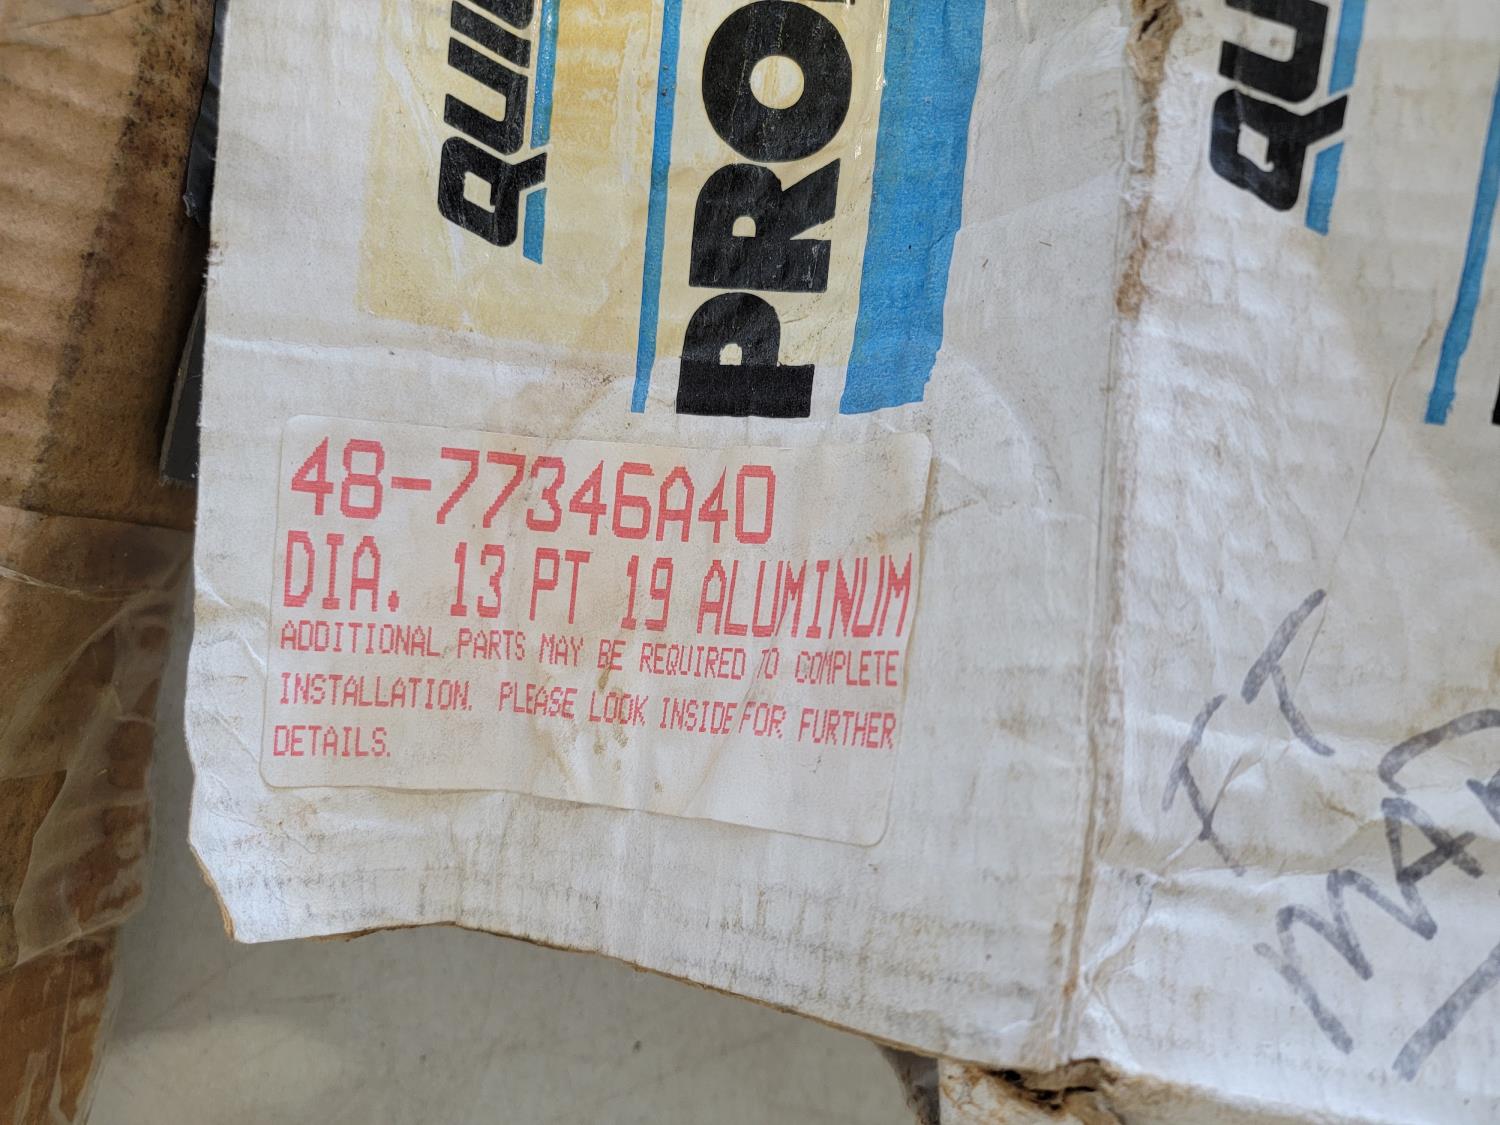 48-77346A40
DIA. 13 PT 19 ALUMINUM
ADDITIONAL PARTS MAY BE REQUIRED TO COMPLETE
INSTALLATION. PLEASE LOOK INSIDE FOR FURTHER
DETAILS.